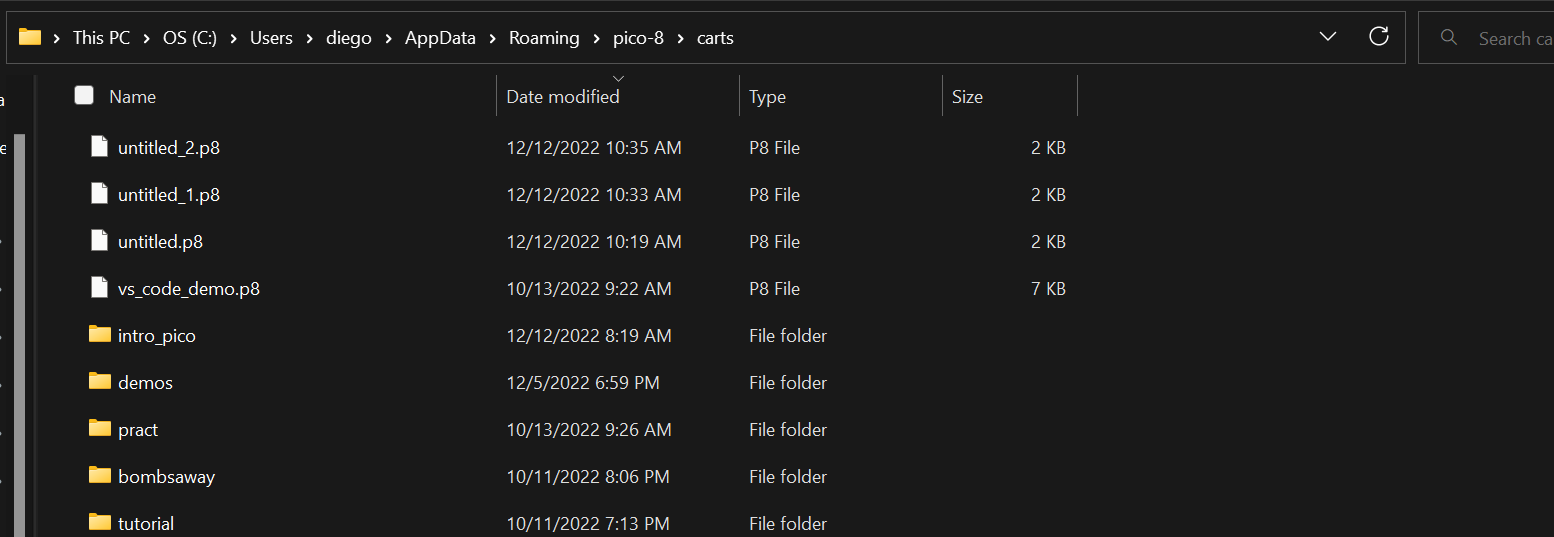 This PC > OS (C:) > Users > diego > AppData > Roaming > pico-8 > carts Search ca
Name Date modified Type Size
untitled_2.p8 12/12/2022 10:35 AM P8 File 2 KB
untitled_1.p8 12/12/2022 10:33 AM P8 File 2 KB
untitled.p8 12/12/2022 10:19 AM P8 File 2 KB
vs_code_demo.p8 10/13/2022 9:22 AM P8 File 7 KB
intro_pico 12/12/2022 8:19 AM File folder
demos 12/5/2022 6:59 PM File folder
pract 10/13/2022 9:26 AM File folder
bombsaway 10/11/2022 8:06 PM File folder
tutorial 10/11/2022 7:13 PM File folder